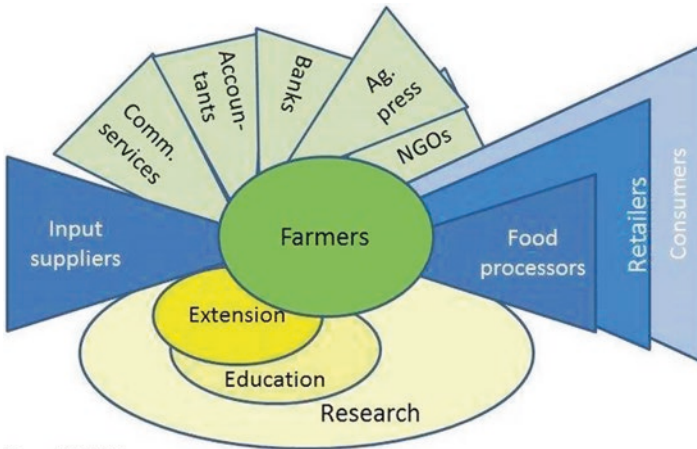 Comm.
services
Accoun-
tants
Banks
Ag.
press
NGOs
Input
suppliers
Farmers
Food
processors
Retailers
Consumers
Extension
Education
Research